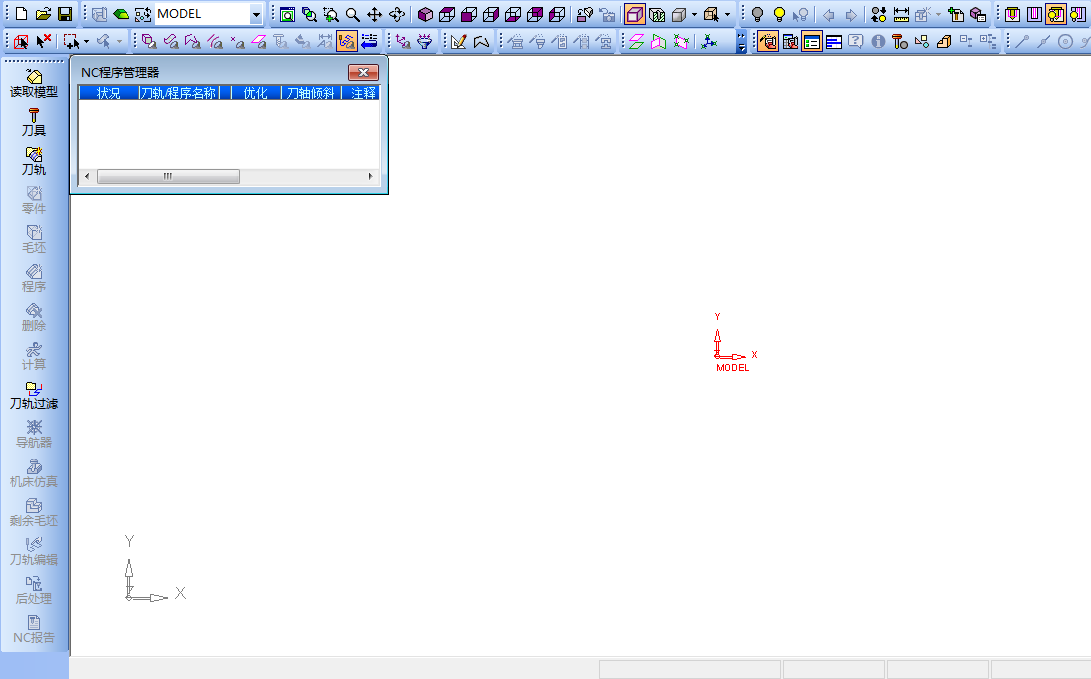 MODEL
NC程序管理器
状况 刀轨/程序名称 优化 刀轴倾斜 注释
读取模型
刀具
刀轨
零件
毛坯
程序
删除
计算
刀轨过滤
导航器
机床仿真
剩余毛坯
刀轨编辑
后处理
NC报告
Y
X
MODEL
Y
X